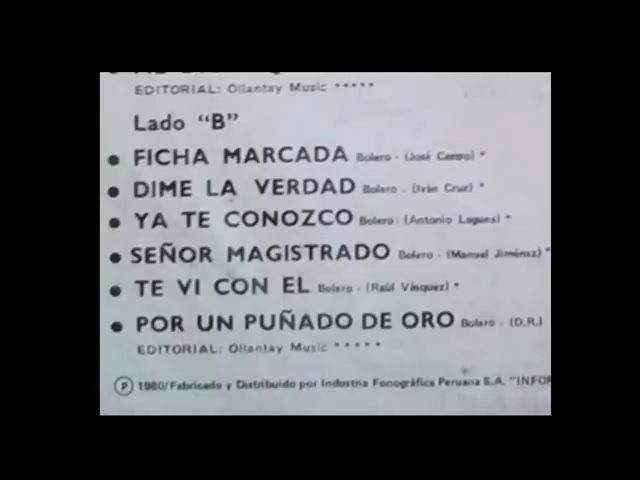 EDITORIAL: Ollantay Music *****
Lado "B"
● FICHA MARCADA Bolero - (José Castro) *
● DIME LA VERDAD Bolero - (Iván Cruz) *
● YA TE CONOZCO Bolero - (Antonio Laguna) *
● SEÑOR MAGISTRADO Bolero - (Manuel Jiménez) *
● TE VI CON EL Bolero - (Raúl Vásquez) *
● POR UN PUÑADO DE ORO Bolero - (D.R.)
EDITORIAL: Ollantay Music *****
Ⓟ 1980/Fabricado y Distribuido por Industria Fonográfica Peruana S.A. "INFOP